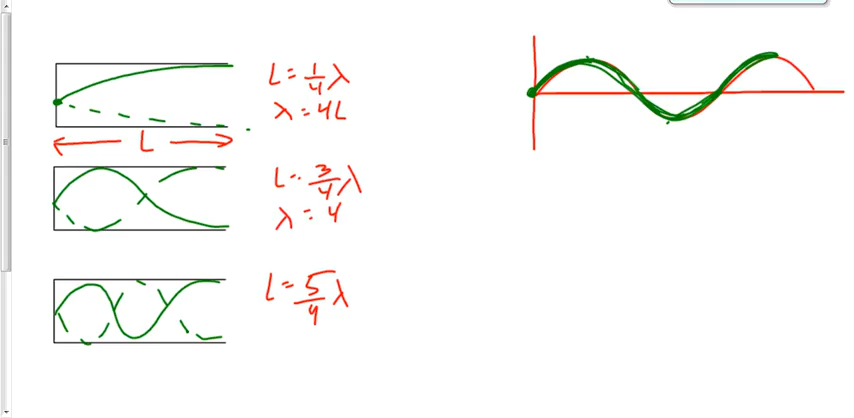 L = 1/4 λ
λ = 4L
L
L = 3/4 λ
λ = 4
L = 5/4 λ